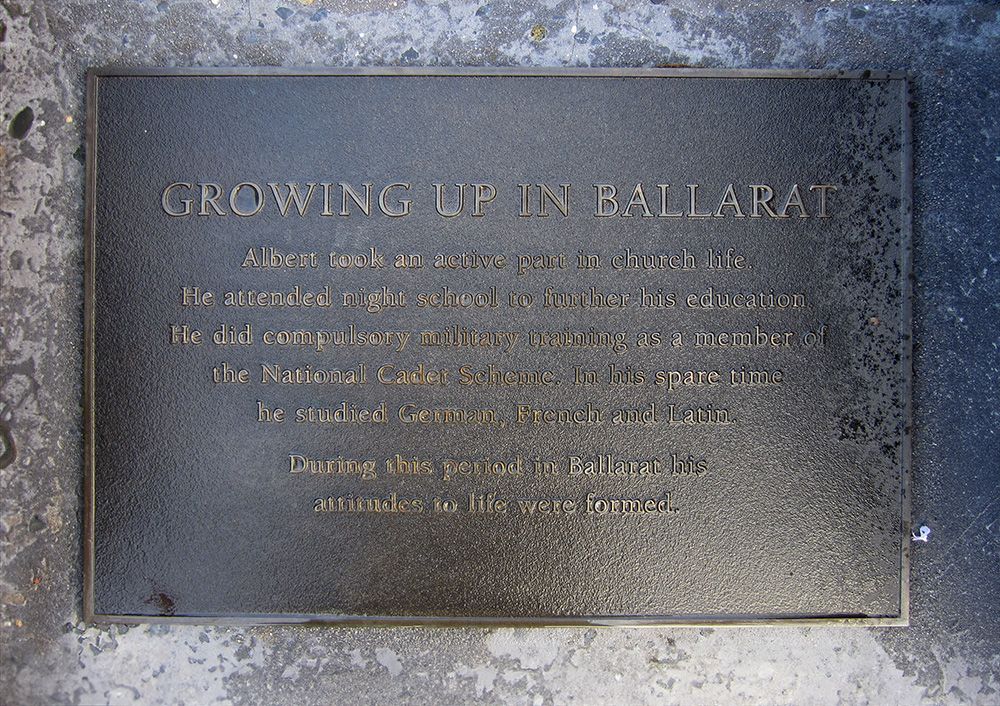 GROWING UP IN BALLARAT
Albert took an active part in church life.
He attended night school to further his education.
He did compulsory military training as a member of
the National Cadet Scheme. In his spare time
he studied German, French and Latin.
During this period in Ballarat his
attitudes to life were formed.